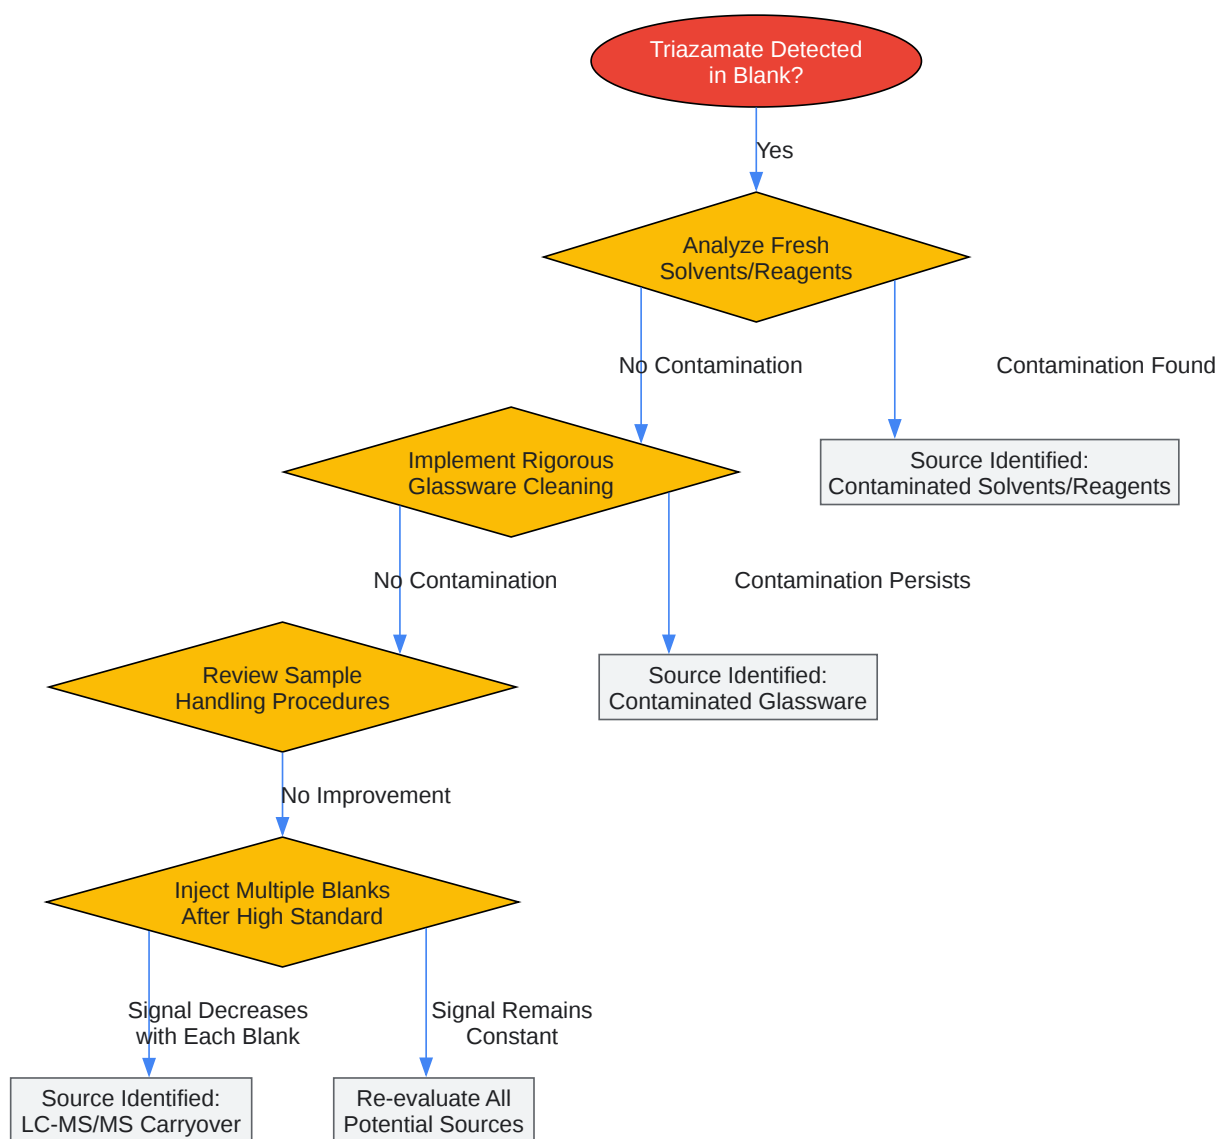 Triazamate Detected
in Blank?
Yes
Analyze Fresh
Solvents/Reagents
No Contamination
Contamination Found
Implement Rigorous
Glassware Cleaning
Source Identified:
Contaminated Solvents/Reagents
No Contamination
Contamination Persists
Review Sample
Handling Procedures
Source Identified:
Contaminated Glassware
No Improvement
Inject Multiple Blanks
After High Standard
Signal Decreases
with Each Blank
Signal Remains
Constant
Source Identified:
LC-MS/MS Carryover
Re-evaluate All
Potential Sources